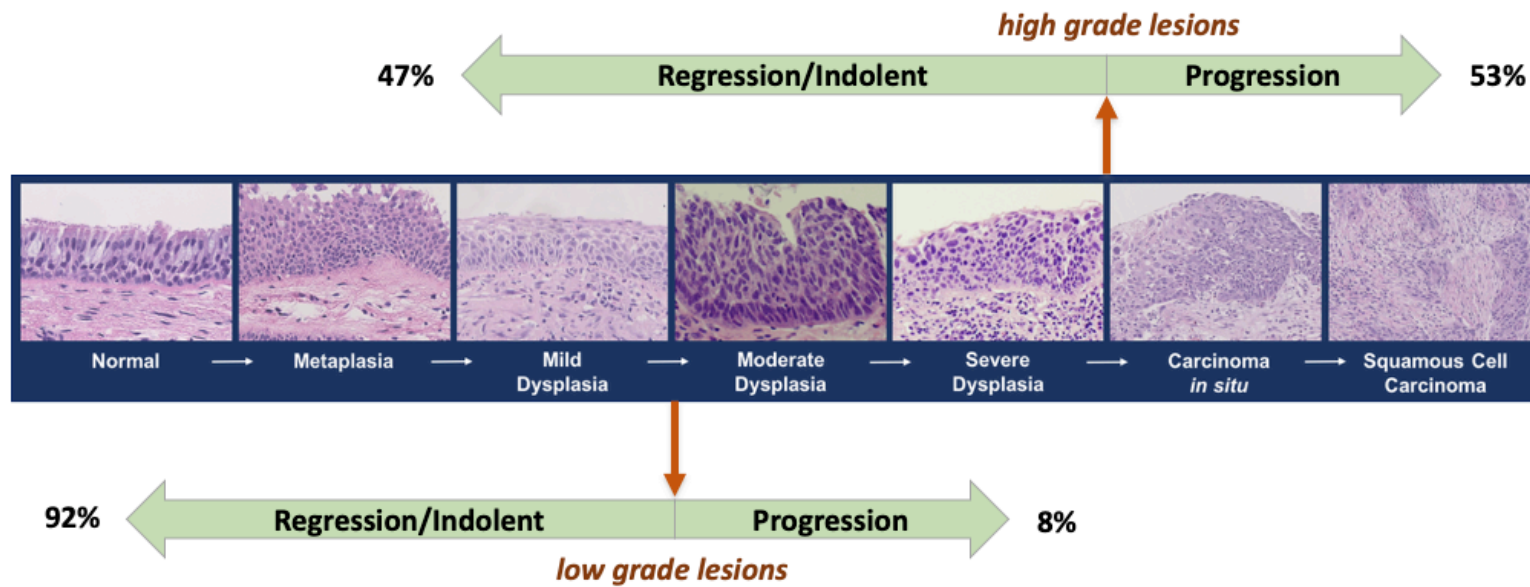 high grade lesions
47% Regression/Indolent Progression 53%
Normal → Metaplasia → Mild Dysplasia → Moderate Dysplasia → Severe Dysplasia → Carcinoma in situ → Squamous Cell Carcinoma
92% Regression/Indolent Progression 8%
low grade lesions